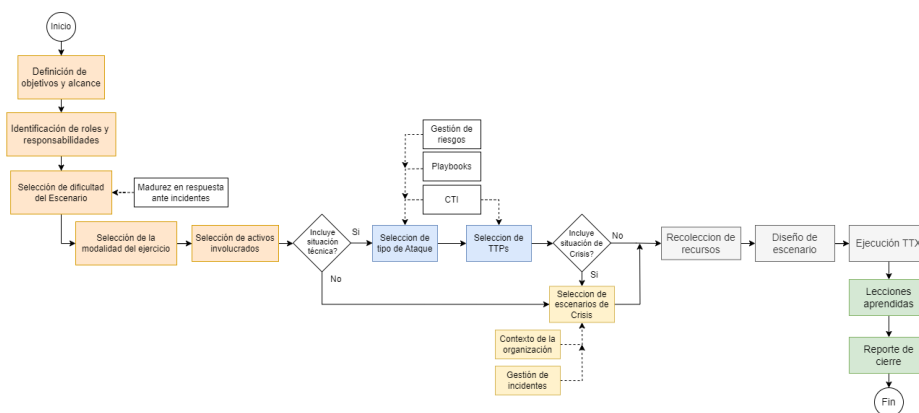 Inicio
Definición de
objetivos y alcance
Identificación de roles y
responsabilidades
Selección de dificultad
del Escenario
Madurez en respuesta
ante incidentes
Selección de la
modalidad del ejercicio
Selección de activos
involucrados
Incluye
situación
técnica?
Si
No
Gestión de
riesgos
Playbooks
CTI
Seleccion de
tipo de Ataque
Seleccion de
TTPs
Incluye
situación de
Crisis?
No
Si
Seleccion de
escenarios de
Crisis
Contexto de la
organización
Gestión de
incidentes
Recoleccion de
recursos
Diseño de
escenario
Ejecución TTX
Lecciones
aprendidas
Reporte de
cierre
Fin